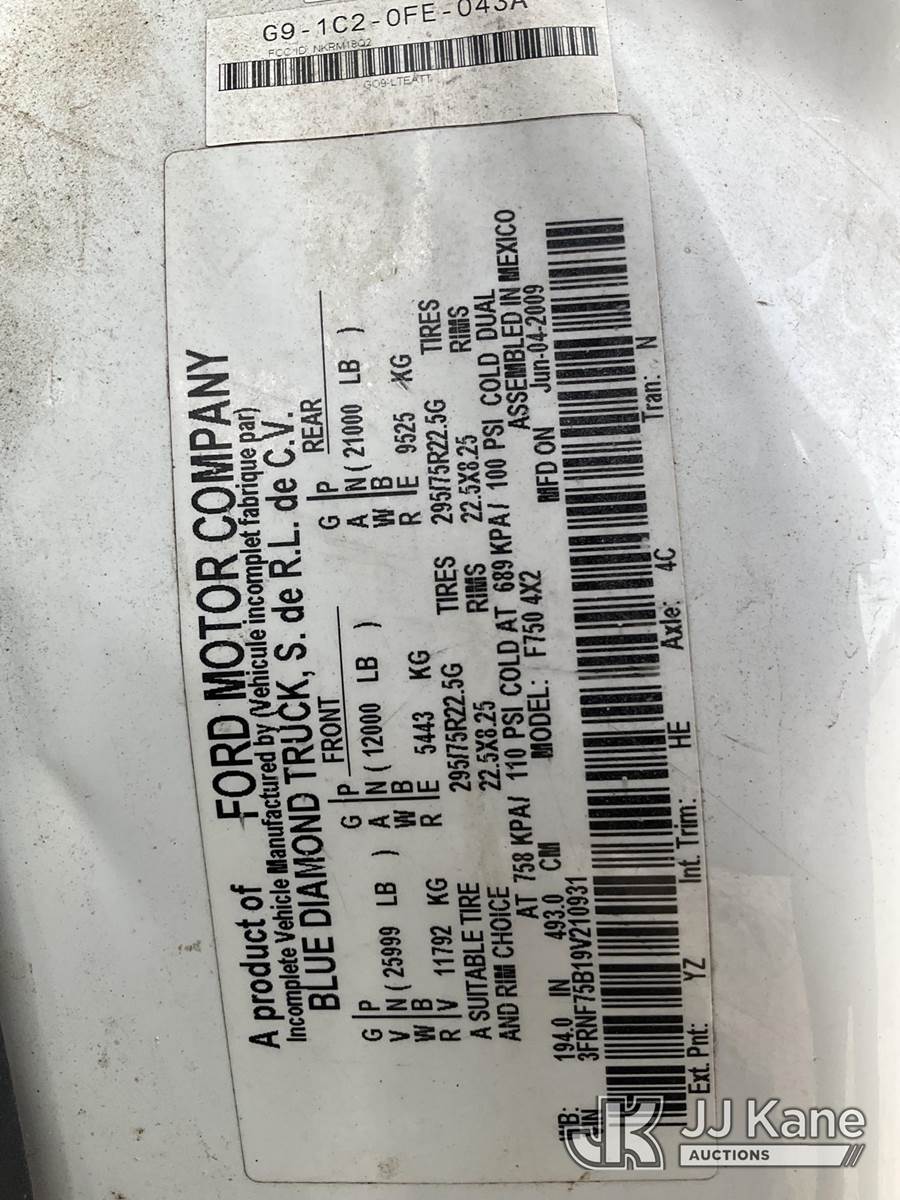 G9-1C2-0FE-043A
FCC ID: NKRM18Q2
GO9-LTEATT
A product of FORD MOTOR COMPANY
Incomplete Vehicle Manufactured by (Vehicule incomplet fabrique par)
BLUE DIAMOND TRUCK, S. de R.L. de C.V.
FRONT REAR
G P G P G P
V N ( 25999 LB ) A N ( 12000 LB ) A N ( 21000 LB )
W B W B W B
R V 11792 KG R E 5443 KG R E 9525 KG
A SUITABLE TIRE 295/75R22.5G TIRES 295/75R22.5G TIRES
AND RIM CHOICE 22.5X8.25 RIMS 22.5X8.25 RIMS
AT 758 KPA/ 110 PSI COLD AT 689 KPA/ 100 PSI COLD DUAL
MODEL: F750 4X2 ASSEMBLED IN MEXICO
WB: 194.0 IN 493.0 CM MFD ON Jun-04-2009
VIN 3FRNF75B19V210931
Ext. Pnt: YZ Int. Trim: HE Axle: 4C Tran: N
JK JJ Kane
AUCTIONS